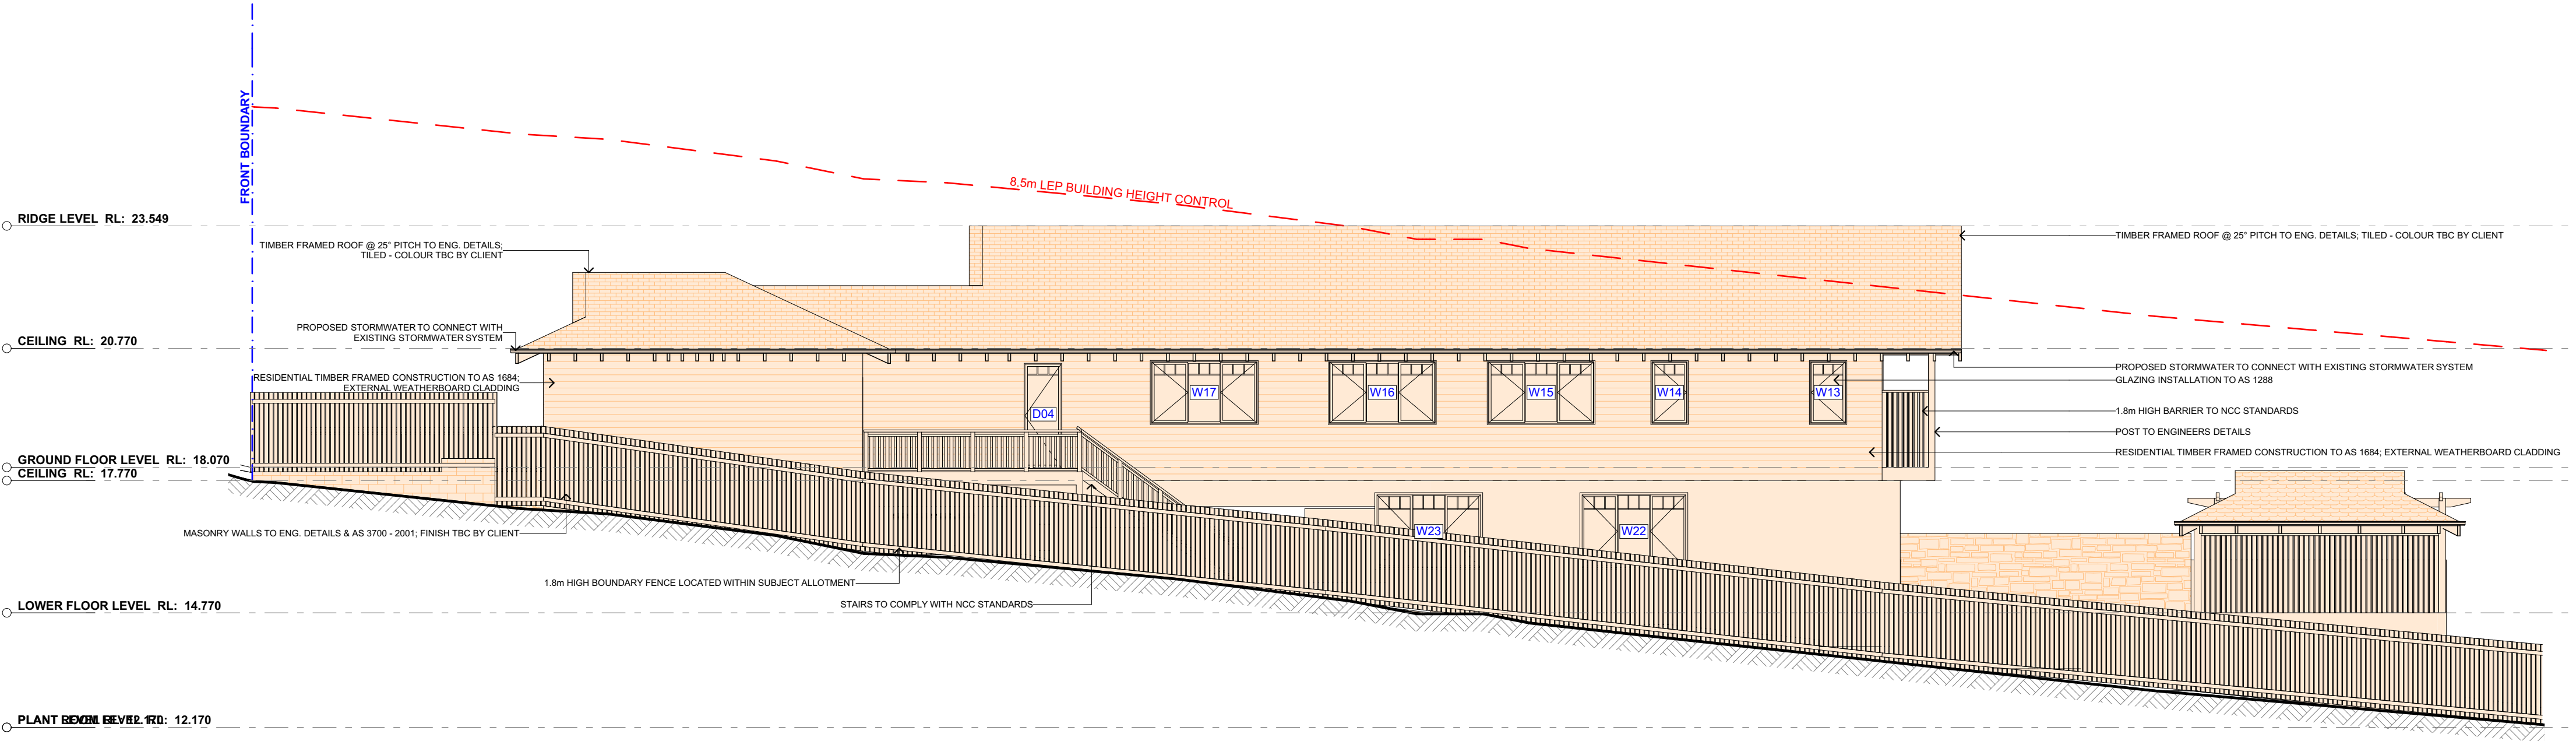 FRONT BOUNDARY
8.5m LEP BUILDING HEIGHT CONTROL
RIDGE LEVEL RL: 23.549
TIMBER FRAMED ROOF @ 25° PITCH TO ENG. DETAILS;
TILED - COLOUR TBC BY CLIENT
TIMBER FRAMED ROOF @ 25° PITCH TO ENG. DETAILS; TILED - COLOUR TBC BY CLIENT
PROPOSED STORMWATER TO CONNECT WITH
EXISTING STORMWATER SYSTEM
CEILING RL: 20.770
PROPOSED STORMWATER TO CONNECT WITH EXISTING STORMWATER SYSTEM
GLAZING INSTALLATION TO AS 1288
RESIDENTIAL TIMBER FRAMED CONSTRUCTION TO AS 1684;
EXTERNAL WEATHERBOARD CLADDING
D04
W17
W16
W15
W14
W13
1.8m HIGH BARRIER TO NCC STANDARDS
POST TO ENGINEERS DETAILS
RESIDENTIAL TIMBER FRAMED CONSTRUCTION TO AS 1684; EXTERNAL WEATHERBOARD CLADDING
GROUND FLOOR LEVEL RL: 18.070
CEILING RL: 17.770
MASONRY WALLS TO ENG. DETAILS & AS 3700 - 2001; FINISH TBC BY CLIENT
W23
W22
1.8m HIGH BOUNDARY FENCE LOCATED WITHIN SUBJECT ALLOTMENT
STAIRS TO COMPLY WITH NCC STANDARDS
LOWER FLOOR LEVEL RL: 14.770
PLANT LEVEL RL: 12.170